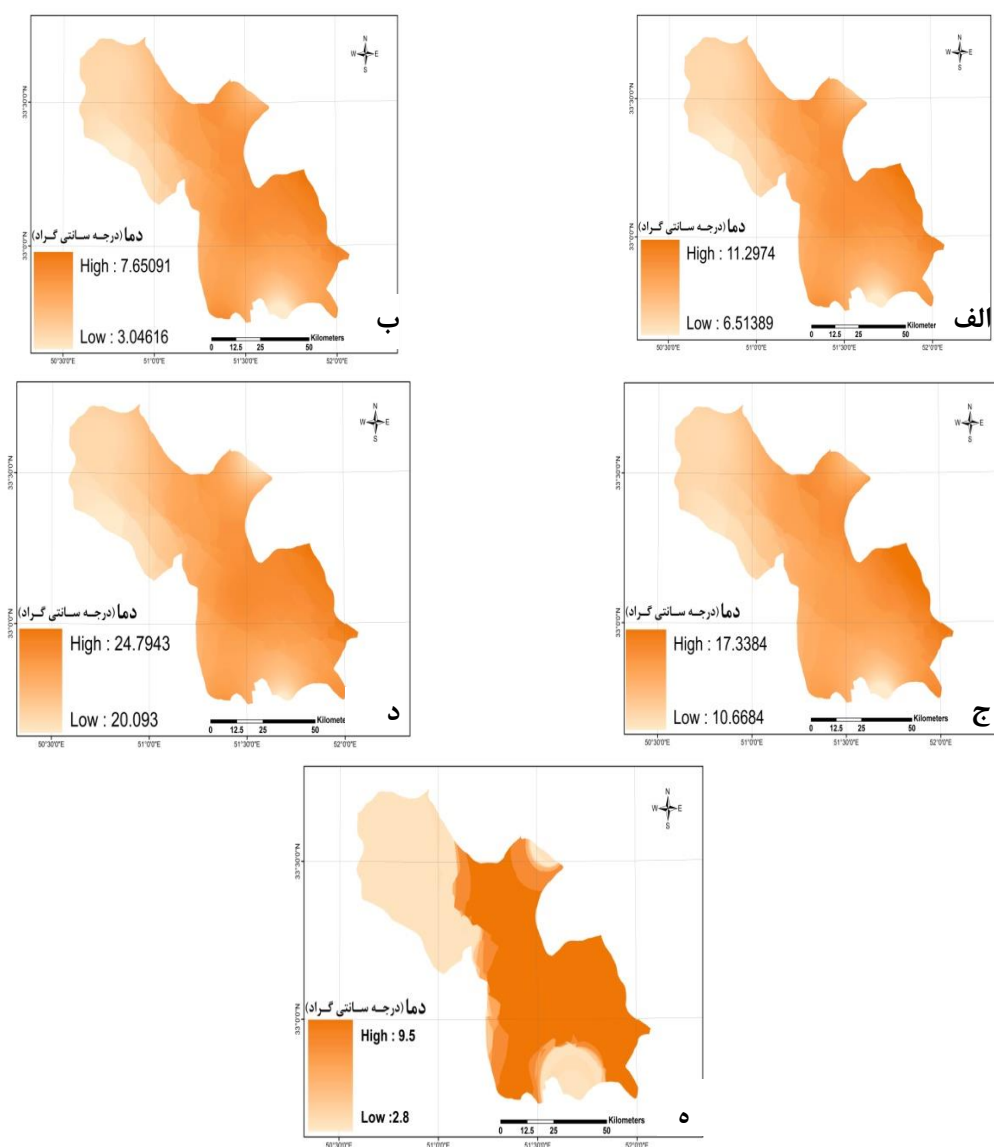 N
W E
S
33°30'0"N
33°0'0"N
دما (درجه سانتی گراد)
High : 11.2974
Low : 6.51389
Kilometers
0 12.5 25 50
50°30'0"E 51°0'0"E 51°30'0"E 52°0'0"E
الف
N
W E
S
33°30'0"N
33°0'0"N
دما (درجه سانتی گراد)
High : 7.65091
Low : 3.04616
Kilometers
0 12.5 25 50
50°30'0"E 51°0'0"E 51°30'0"E 52°0'0"E
ب
N
W E
S
33°30'0"N
33°0'0"N
دما (درجه سانتی گراد)
High : 17.3384
Low : 10.6684
Kilometers
0 12.5 25 50
50°30'0"E 51°0'0"E 51°30'0"E 52°0'0"E
ج
N
W E
S
33°30'0"N
33°0'0"N
دما (درجه سانتی گراد)
High : 24.7943
Low : 20.093
Kilomete
0 12.5 25 50
50°30'0"E 51°0'0"E 51°30'0"E 52°0'0"E
د
N
W E
S
33°30'0"N
33°0'0"N
دما (درجه سانتی گراد)
High : 9.5
Low :2.8
Kilometers
0 12.5 25 50
50°30'0"E 51°0'0"E 51°30'0"E 52°0'0"E
ه